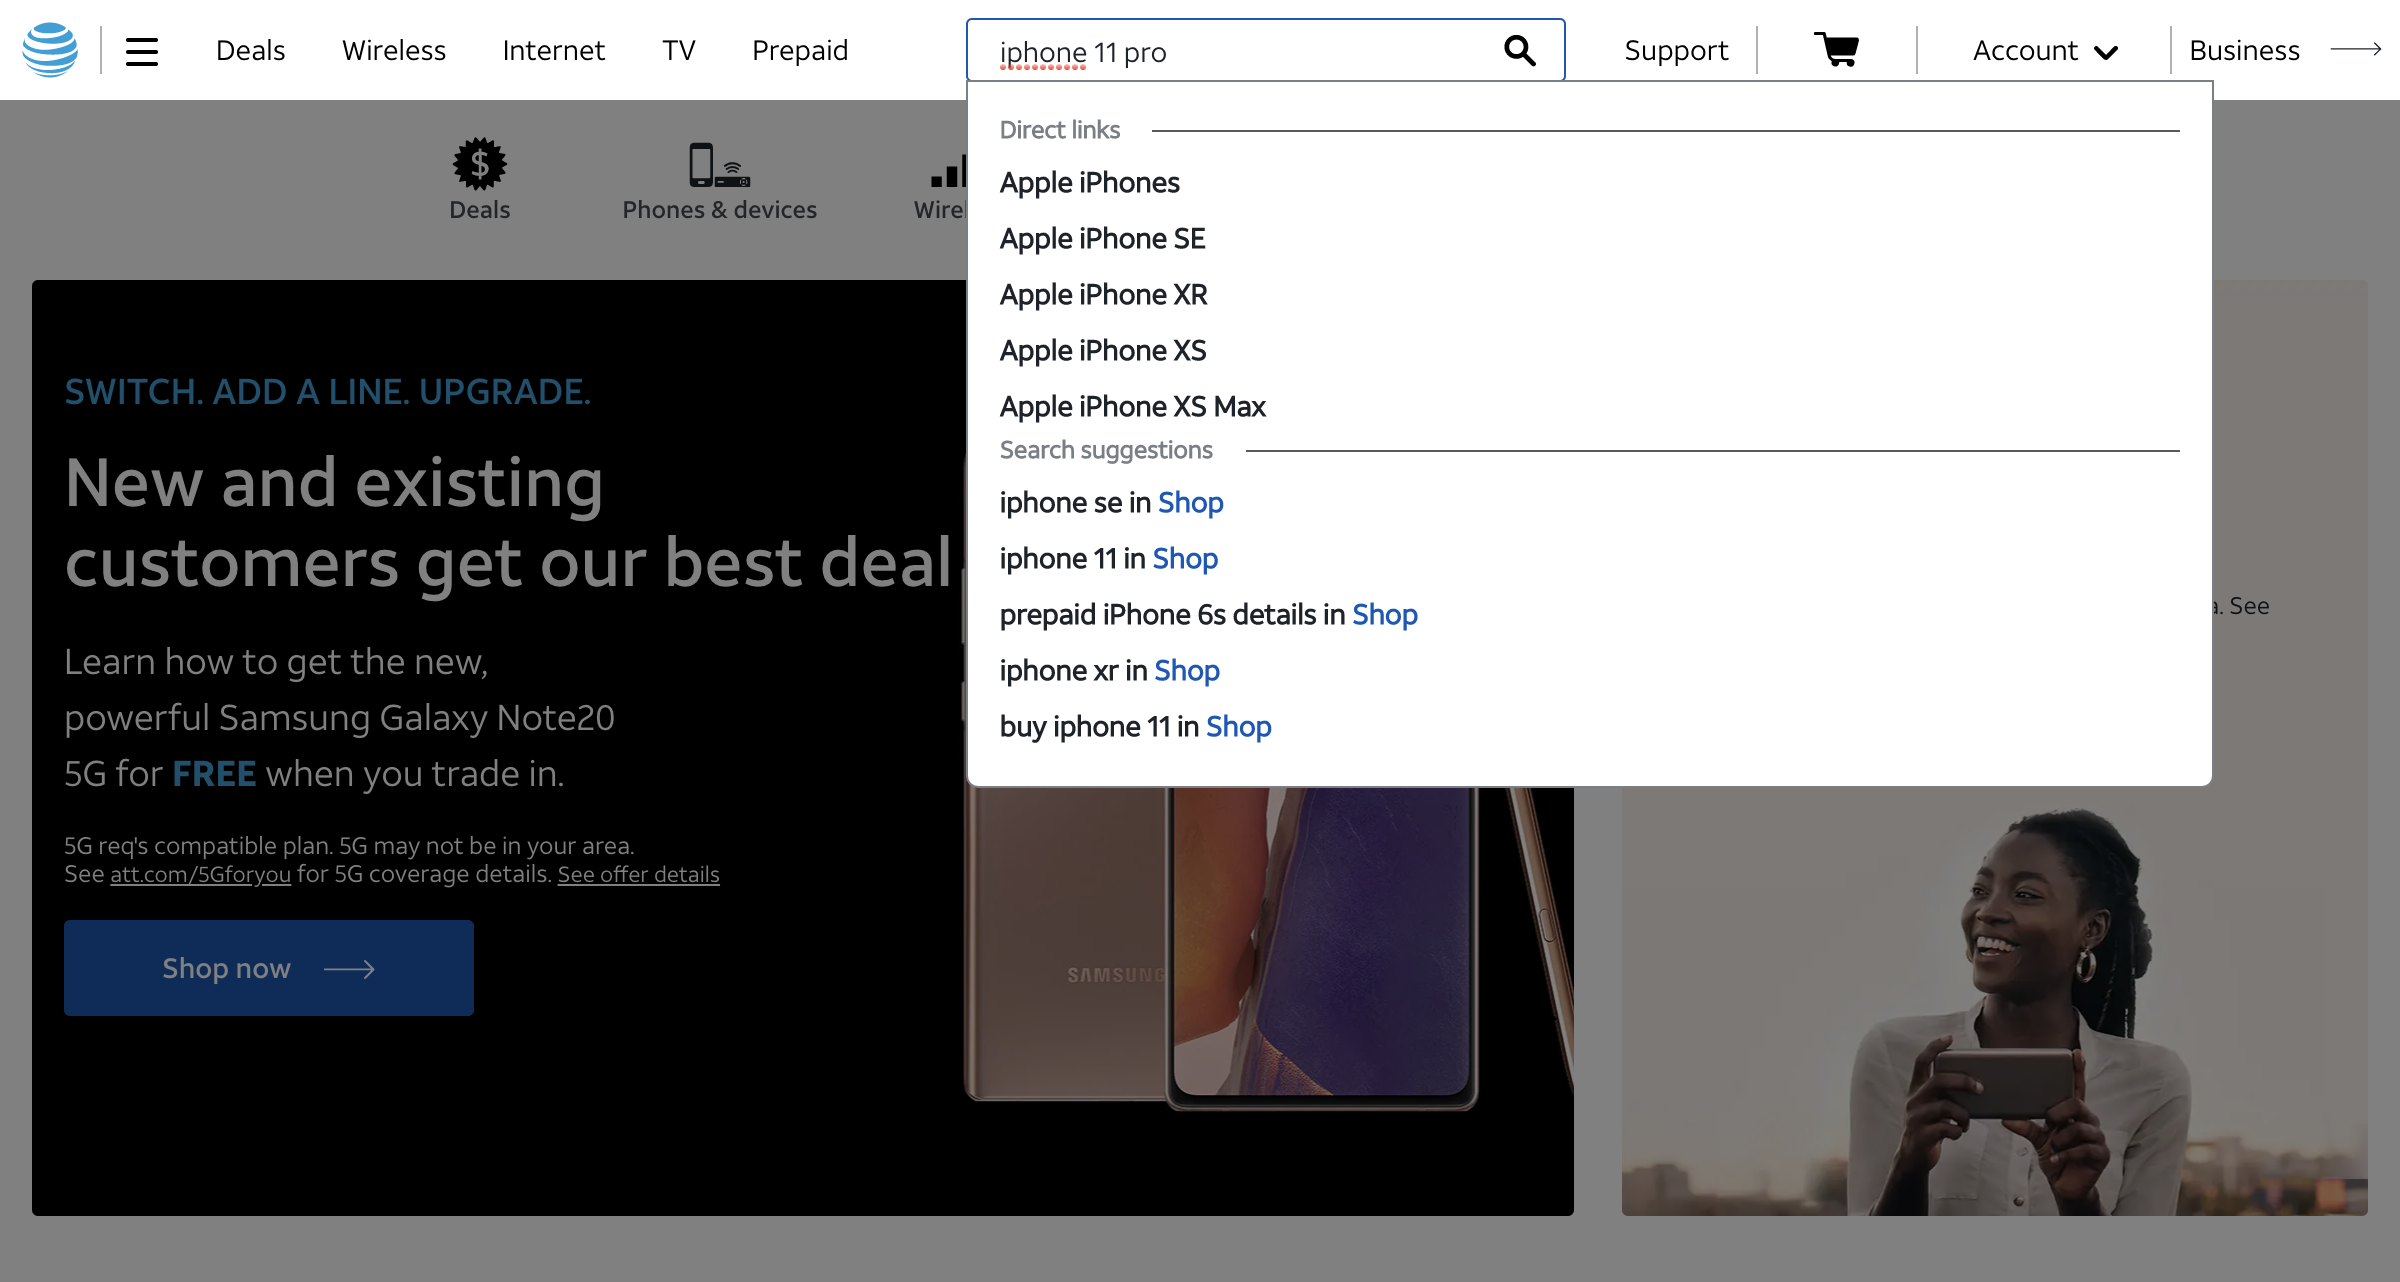 Deals
Wireless
Internet
TV
Prepaid
iphone 11 pro
Support
Account
Business
Direct links
Apple iPhones
Apple iPhone SE
Apple iPhone XR
Apple iPhone XS
Apple iPhone XS Max
Search suggestions
iphone se in Shop
iphone 11 in Shop
prepaid iPhone 6s details in Shop
iphone xr in Shop
buy iphone 11 in Shop
$
Deals
Phones & devices
SWITCH. ADD A LINE. UPGRADE.
New and existing
customers get our best deal
Learn how to get the new,
powerful Samsung Galaxy Note20
5G for FREE when you trade in.
5G req's compatible plan. 5G may not be in your area.
See att.com/5Gforyou for 5G coverage details. See offer details
Shop now
SAMSUNG
See